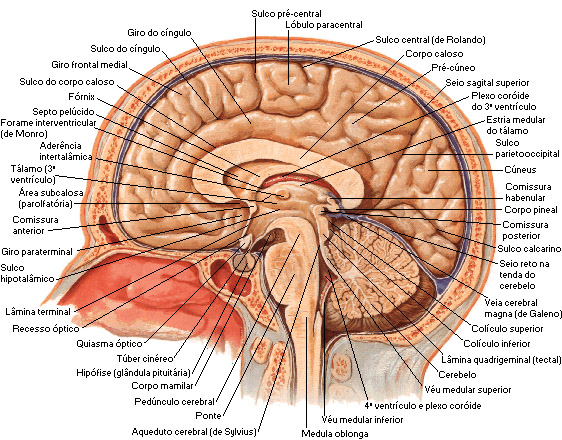 Sulco pré-central
Lóbulo paracentral
Giro do cíngulo
Sulco do cíngulo
Giro frontal medial
Sulco do corpo caloso
Fórnix
Septo pelúcido
Forame interventricular
(de Monro)
Aderência
intertalâmica
Tálamo (3º
ventrículo)
Área subcalosa
(parolfatória)
Comissura
anterior
Giro paraterminal
Sulco
hipotalâmico
Lâmina terminal
Recesso óptico
Quiasma óptico
Túber cinéreo
Hipófise (glândula pituitária)
Corpo mamilar
Pedúnculo cerebral
Ponte
Aqueduto cerebral (de Sylvius)
Sulco central (de Rolando)
Corpo caloso
Pré-cúneo
Seio sagital superior
Plexo coróide
do 3º ventrículo
Estria medular
do tálamo
Sulco
parietooccipital
Cúneus
Comissura
habenular
Corpo pineal
Comissura
posterior
Sulco calcarino
Seio reto na
tenda do
cerebelo
Veia cerebral
magna (de Galeno)
Colículo superior
Colículo inferior
Lâmina quadrigeminal (tectal)
Cerebelo
Véu medular superior
4º ventrículo e plexo coróide
Véu medular inferior
Medula oblonga